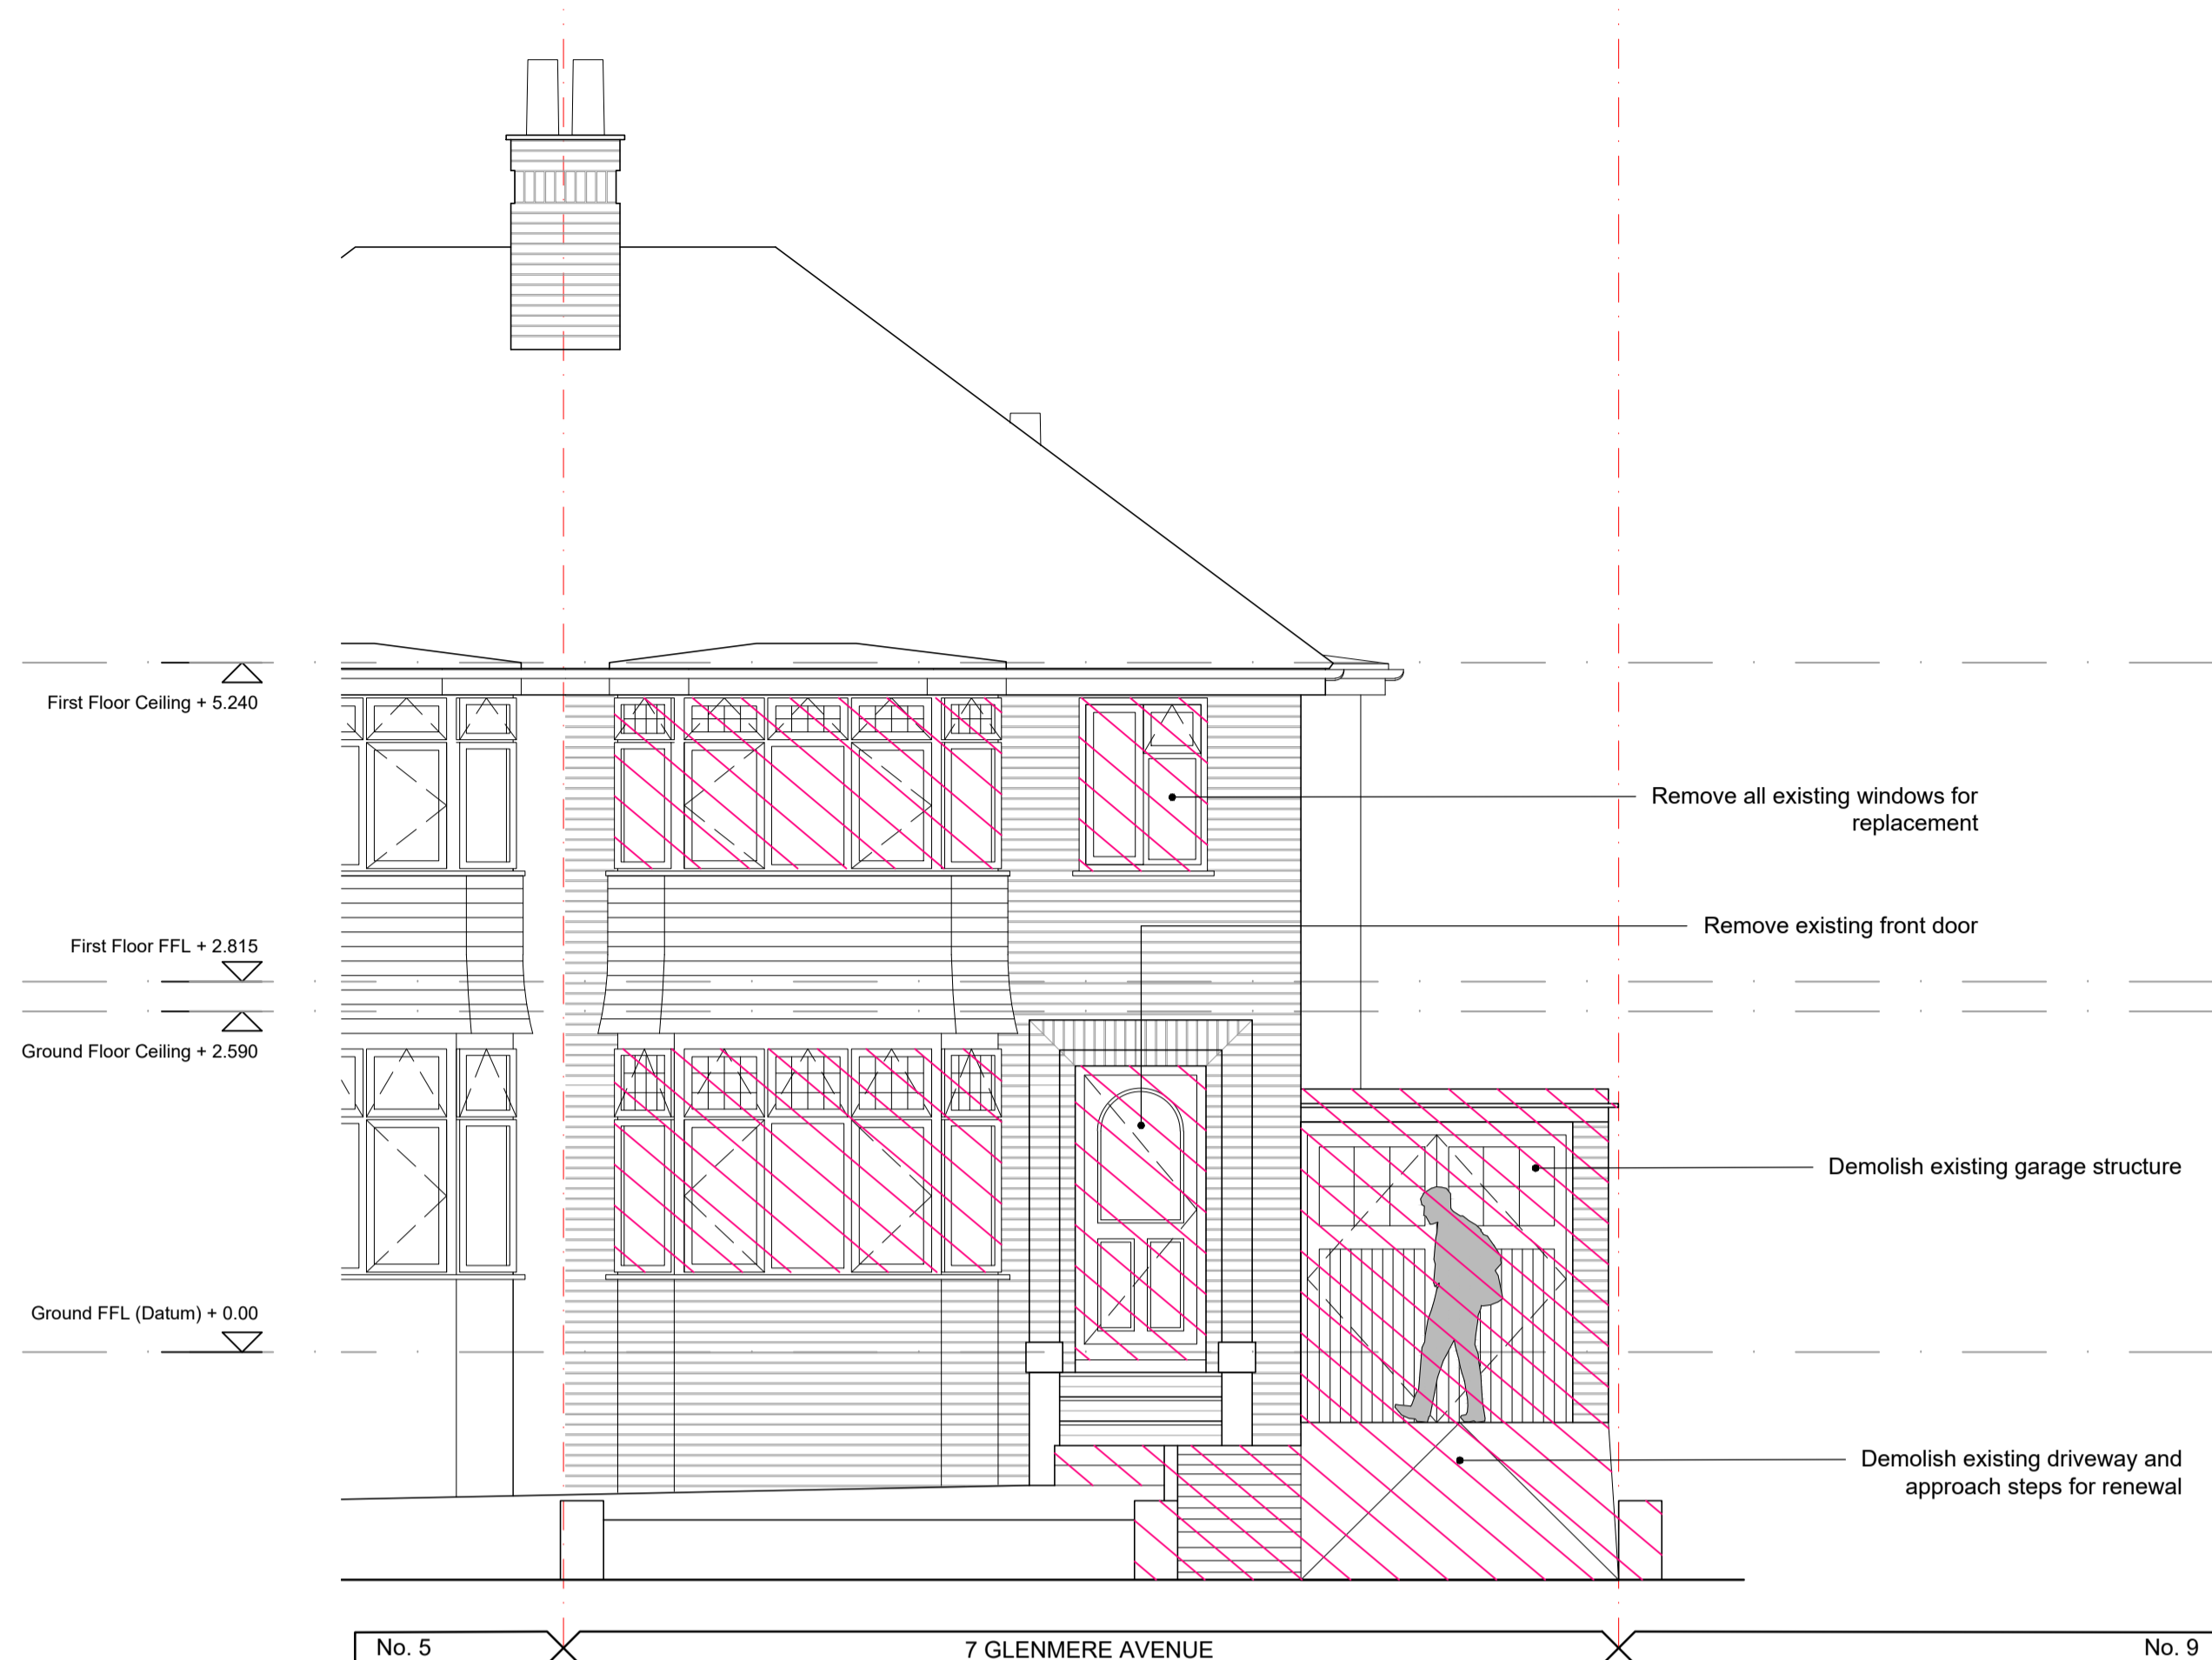 First Floor Ceiling + 5.240
Remove all existing windows for
replacement
Remove existing front door
First Floor FFL + 2.815
Ground Floor Ceiling + 2.590
Demolish existing garage structure
Ground FFL (Datum) + 0.00
Demolish existing driveway and
approach steps for renewal
No. 5
7 GLENMERE AVENUE
No. 9